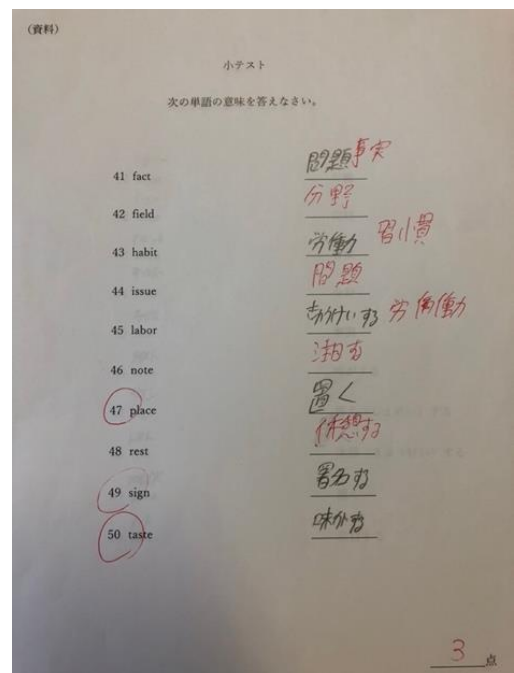 (資料)
小テスト
次の単語の意味を答えなさい。
41 fact 問題 事実
42 field 分野
43 habit 労働 習慣
44 issue 問題
45 labor する 労働
46 note 注目する
47 place 置く
48 rest する
49 sign 署名する
50 taste 味がする
3 点